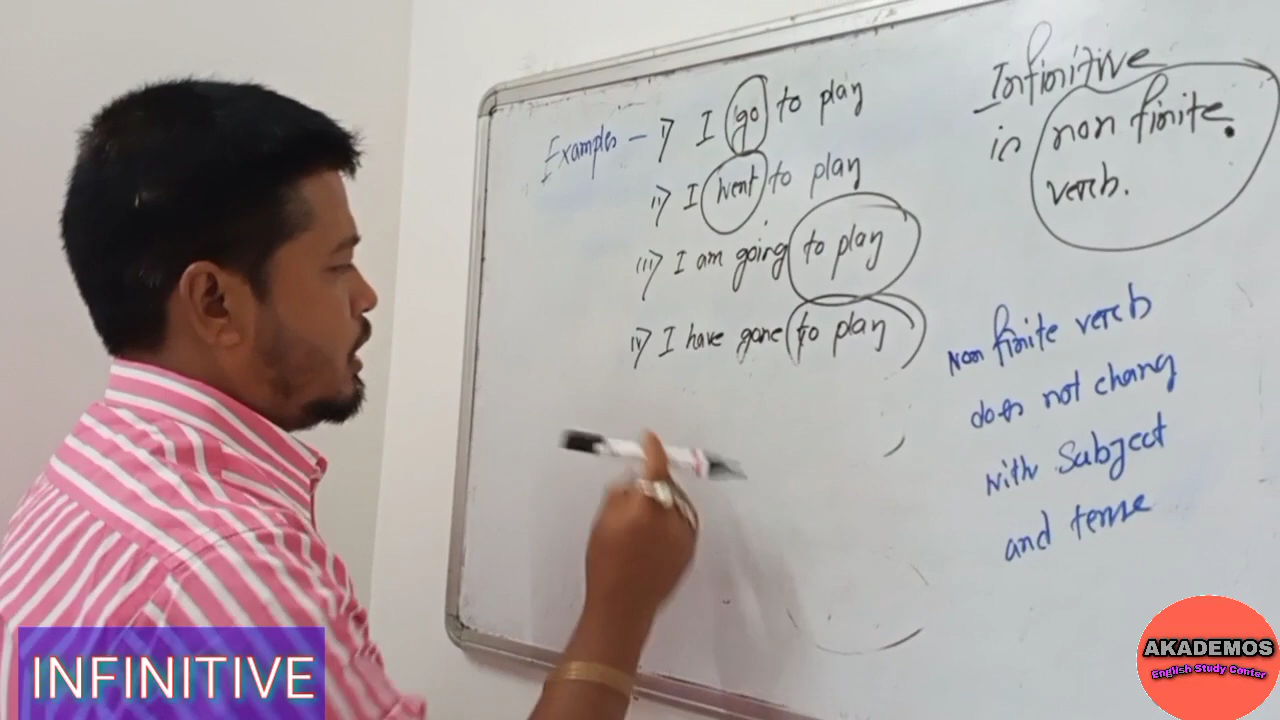 Examples - i) I go to play
ii) I went to play
iii) I am going to play
iv) I have gone to play
Infinitive
is non finite.
verb.
Non finite verb
does not chang
with subject
and tense
INFINITIVE
AKADEMOS
English Study Center